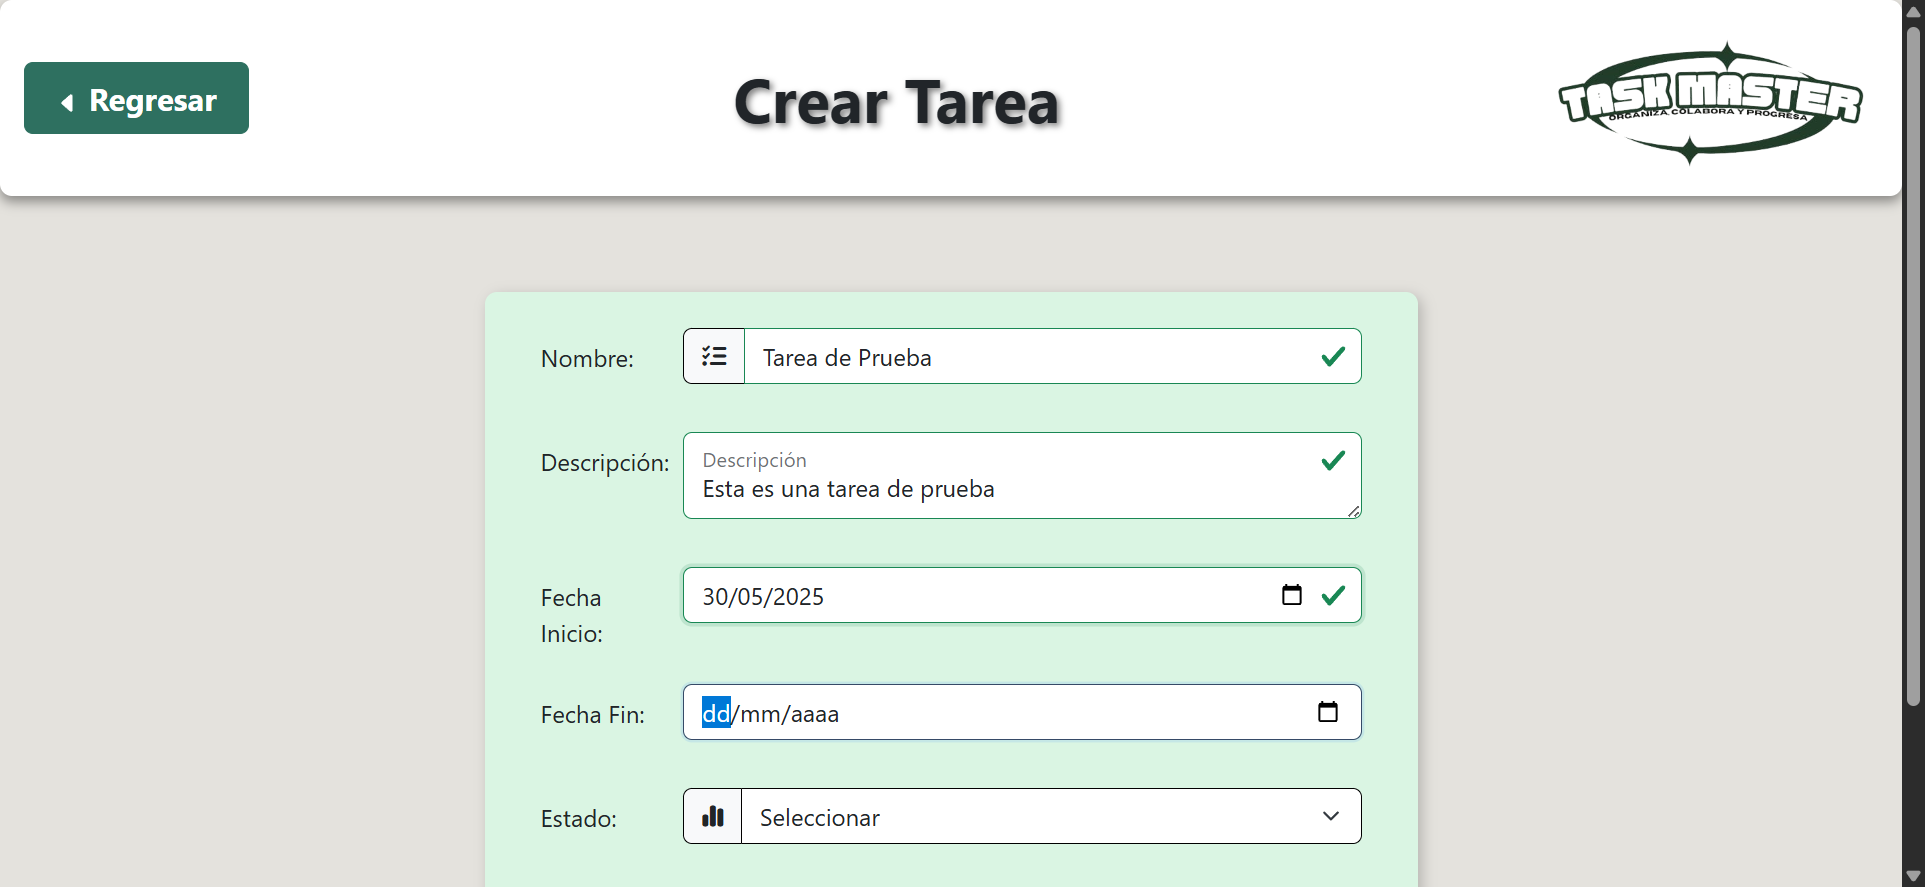 Regresar
Crear Tarea
TASK MASTER
ORGANIZA, COLABORA Y PROGRESA
Nombre:
Tarea de Prueba
Descripción:
Descripción
Esta es una tarea de prueba
Fecha
Inicio:
30/05/2025
Fecha Fin:
dd/mm/aaaa
Estado:
Seleccionar